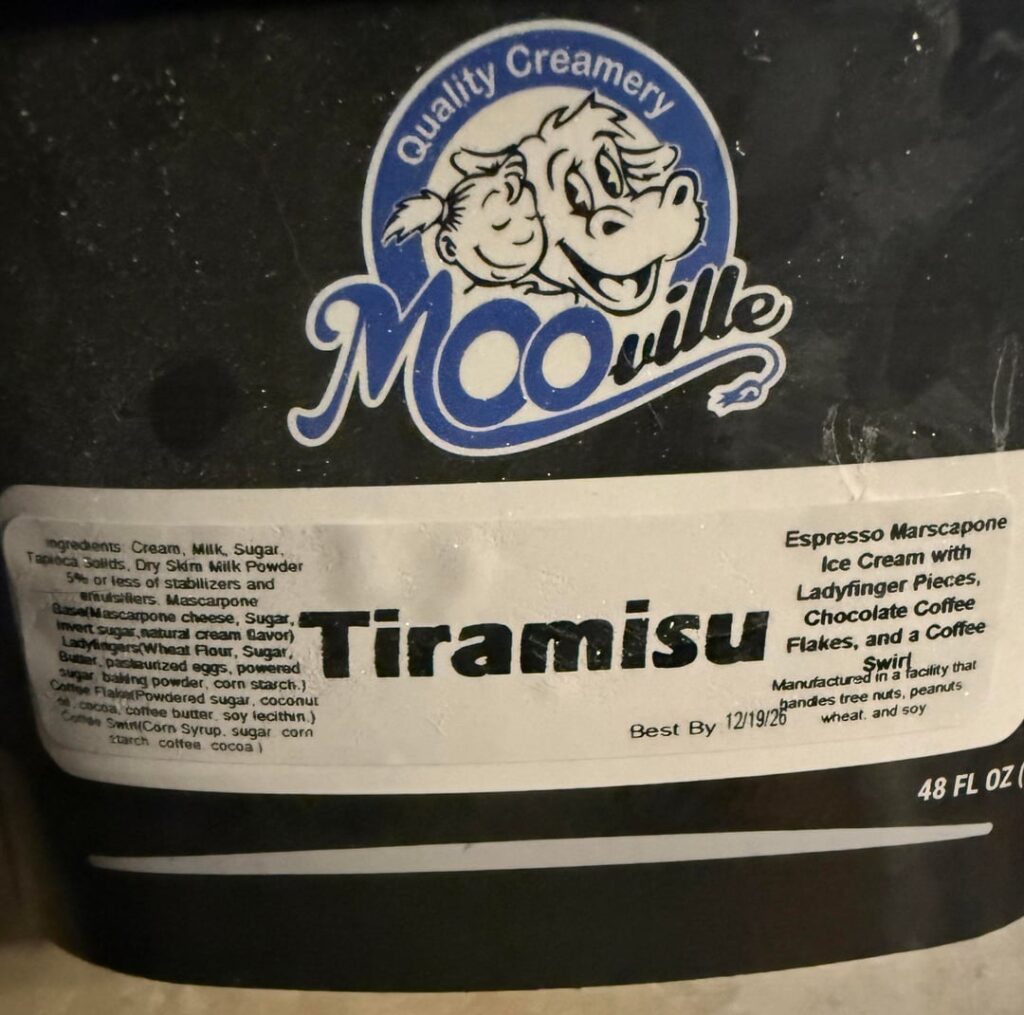 Quality Creamery
MOOville
Ingredients: Cream, Milk, Sugar,
Tapioca Solids, Dry Skim Milk Powder
5% or less of stabilizers and
emulsifiers. Mascarpone
Base(Mascarpone cheese, Sugar,
invert sugar, natural cream flavor)
Ladyfingers(Wheat Flour, Sugar,
Butter, pasteurized eggs, powered
sugar, baking powder, corn starch.)
Coffee Flake(Powdered sugar, coconut
oil, cocoa, coffee butter, soy lecithin.)
Coffee Swirl(Corn Syrup, sugar, corn
starch coffee, cocoa )
Tiramisu
Best By 12/19/26
Espresso Marscapone
Ice Cream with
Ladyfinger Pieces,
Chocolate Coffee
Flakes, and a Coffee
Swirl
Manufactured in a facility that
handles tree nuts, peanuts
wheat, and soy
48 FL OZ (